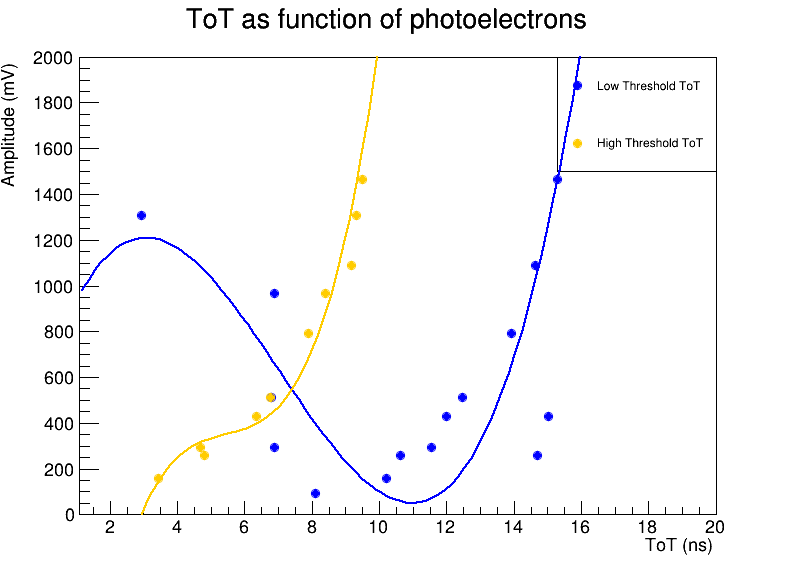 ToT as function of photoelectrons
Amplitude (mV)
2000
1800
1600
1400
1200
1000
800
600
400
200
0
2 4 6 8 10 12 14 16 18 20
ToT (ns)
Low Threshold ToT
High Threshold ToT